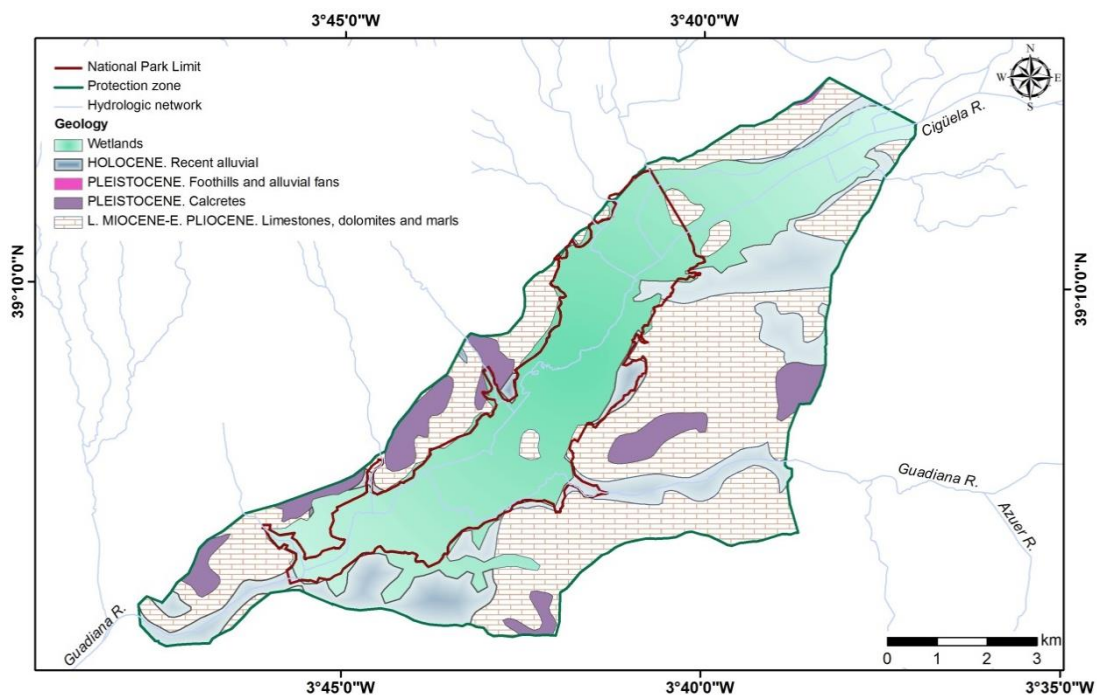 3°45'0"W
3°40'0"W
National Park Limit
Protection zone
Hydrologic network
Geology
Wetlands
HOLOCENE. Recent alluvial
PLEISTOCENE. Foothills and alluvial fans
PLEISTOCENE. Calcretes
L. MIOCENE-E. PLIOCENE. Limestones, dolomites and marls
N
W
E
S
Cigüela R.
39°10'0"N
39°10'0"N
Guadiana R.
Azuer R.
Guadiana R.
km
0 1 2 3
3°45'0"W
3°40'0"W
3°35'0"W